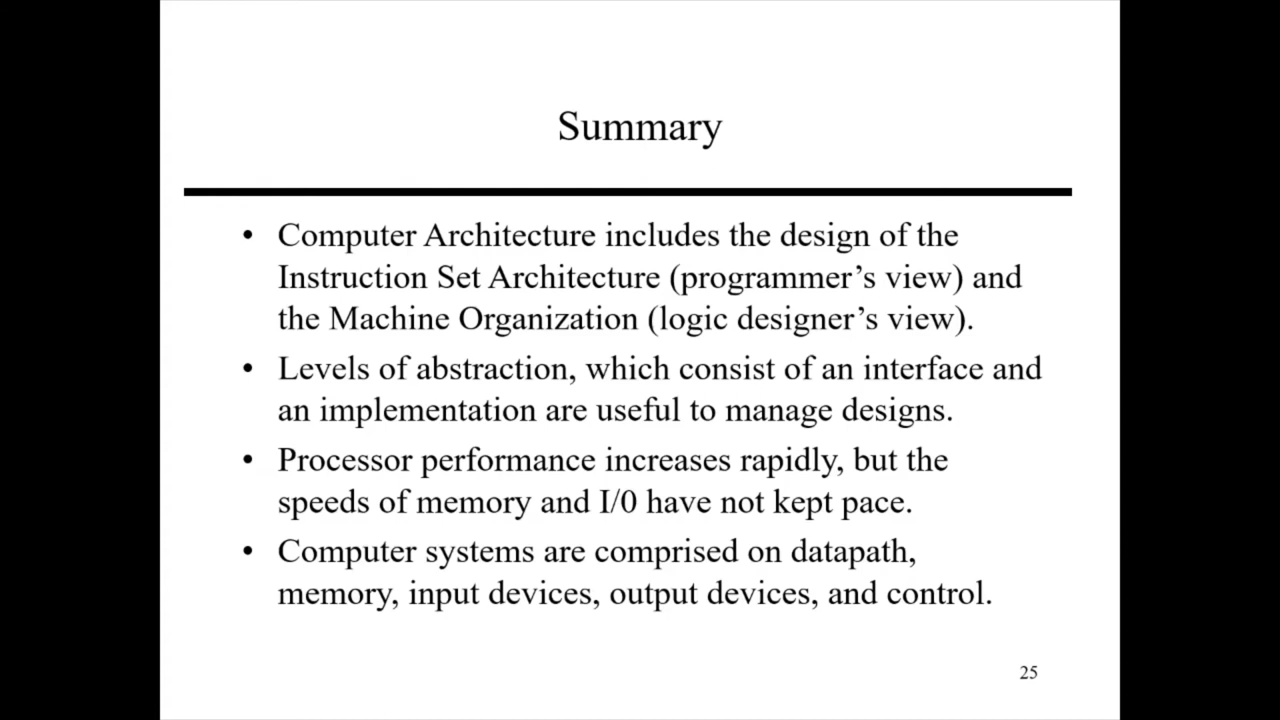 Summary
• Computer Architecture includes the design of the
Instruction Set Architecture (programmer’s view) and
the Machine Organization (logic designer’s view).
• Levels of abstraction, which consist of an interface and
an implementation are useful to manage designs.
• Processor performance increases rapidly, but the
speeds of memory and I/0 have not kept pace.
• Computer systems are comprised on datapath,
memory, input devices, output devices, and control.
25